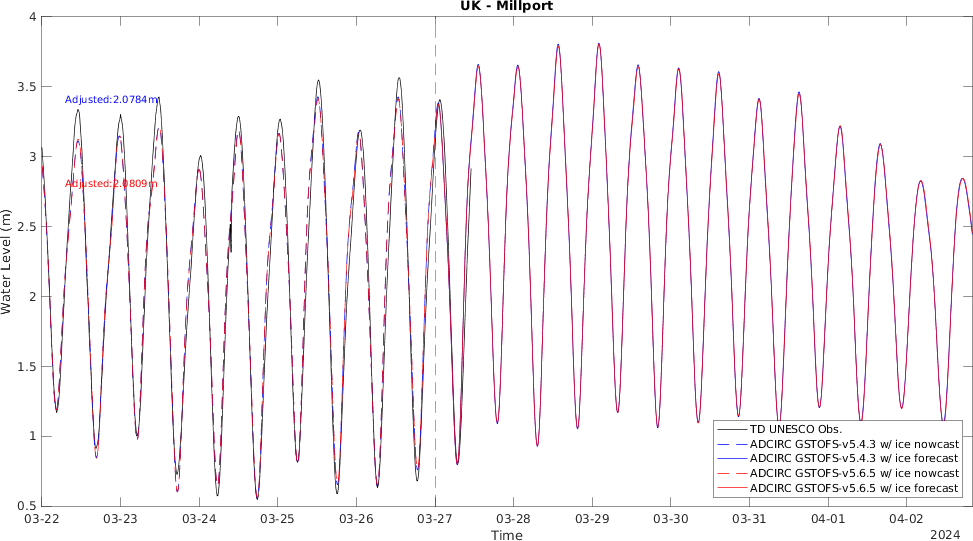 UK - Millport
4
3.5
3
2.5
2
1.5
1
0.5
Water Level (m)
Adjusted:2.0784m
Adjusted:2.0809m
TD UNESCO Obs.
ADCIRC GSTOFS-v5.4.3 w/ ice nowcast
ADCIRC GSTOFS-v5.4.3 w/ ice forecast
ADCIRC GSTOFS-v5.6.5 w/ ice nowcast
ADCIRC GSTOFS-v5.6.5 w/ ice forecast
03-22 03-23 03-24 03-25 03-26 03-27 03-28 03-29 03-30 03-31 04-01 04-02
Time
2024